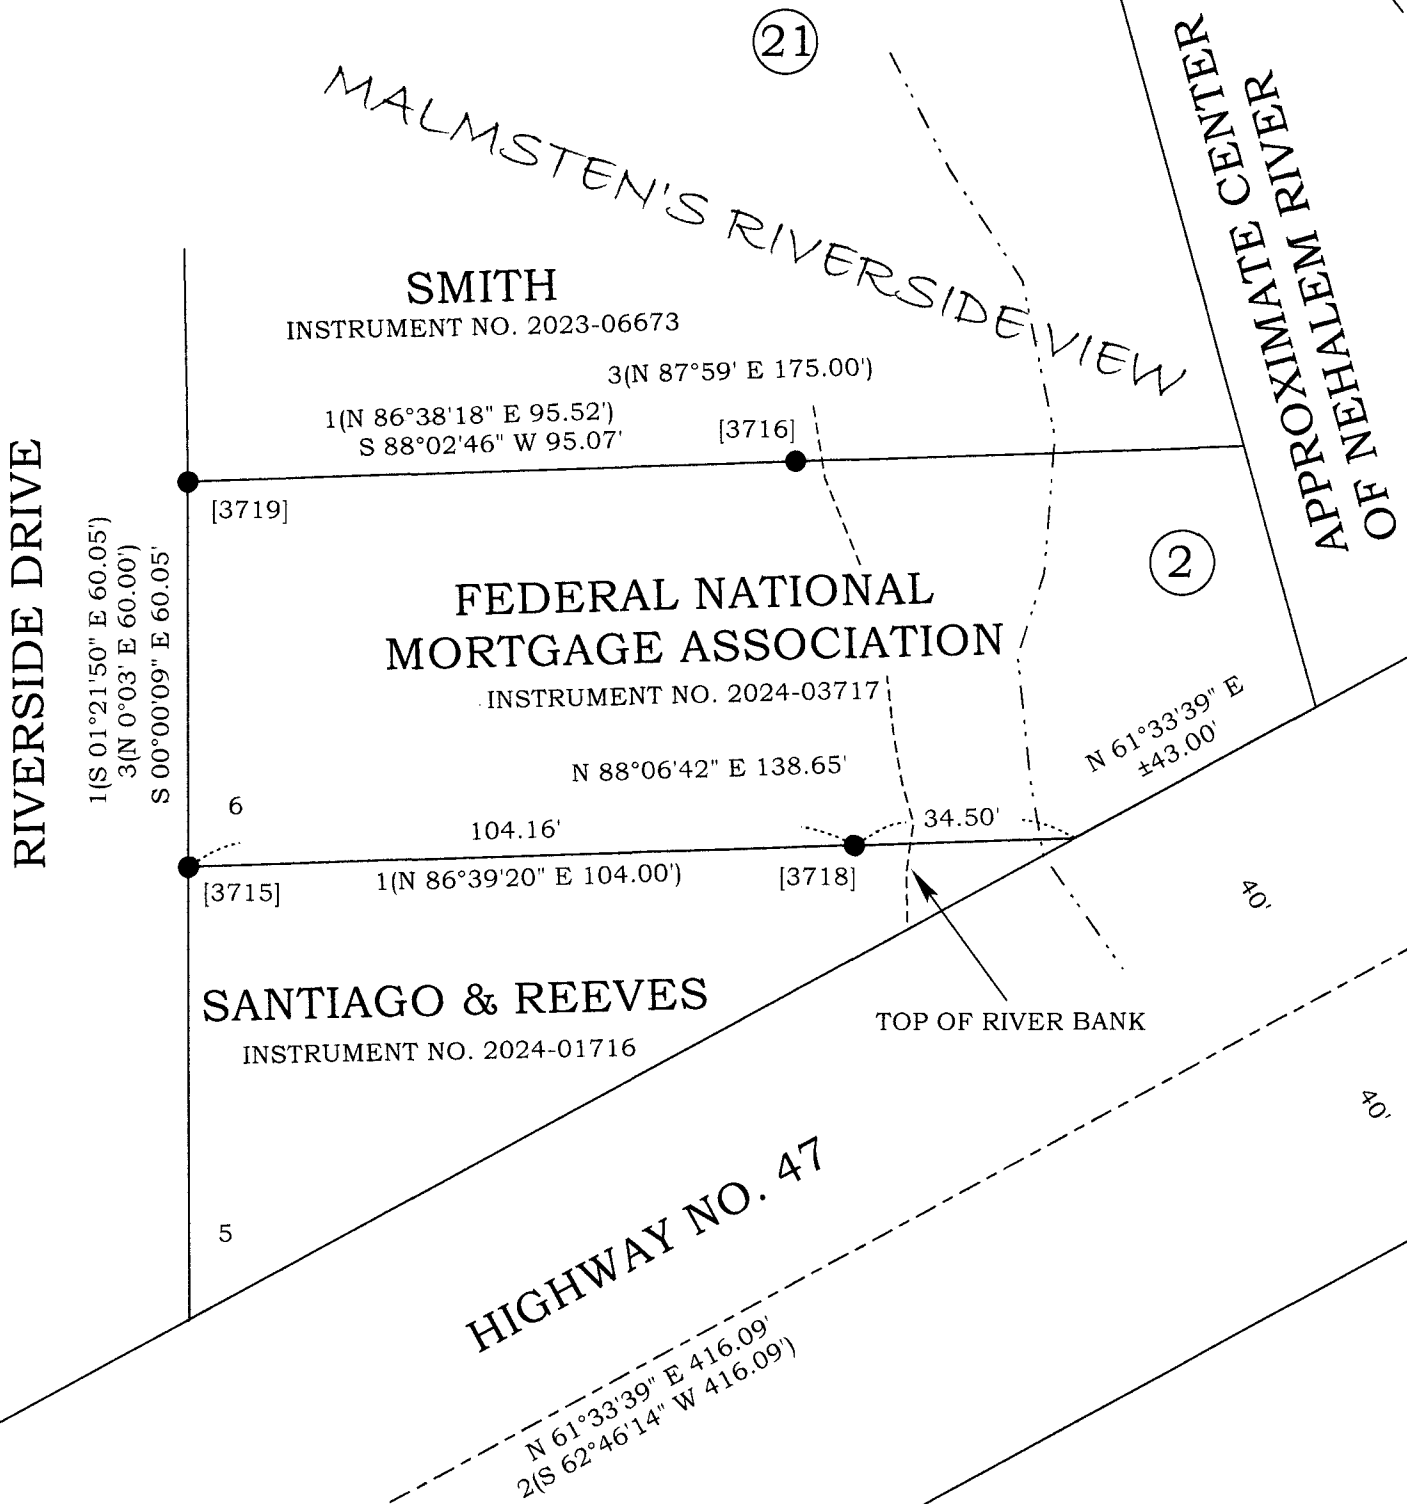 21
MALMSTEN'S RIVERSIDE VIEW
APPROXIMATE CENTER
OF NEHALEM RIVER
SMITH
INSTRUMENT NO. 2023-06673
3(N 87°59' E 175.00')
1(N 86°38'18" E 95.52')
S 88°02'46" W 95.07'
[3716]
[3719]
RIVERSIDE DRIVE
1(S 01°21'50" E 60.05')
3(N 0°03' E 60.00')
S 00°00'09" E 60.05'
2
FEDERAL NATIONAL
MORTGAGE ASSOCIATION
INSTRUMENT NO. 2024-03717
N 61°33'39" E
±43.00'
N 88°06'42" E 138.65'
6
104.16'
34.50'
1(N 86°39'20" E 104.00')
[3715]
[3718]
40'
SANTIAGO & REEVES
INSTRUMENT NO. 2024-01716
TOP OF RIVER BANK
40'
5
HIGHWAY NO. 47
N 61°33'39" E 416.09'
2(S 62°46'14" W 416.09')